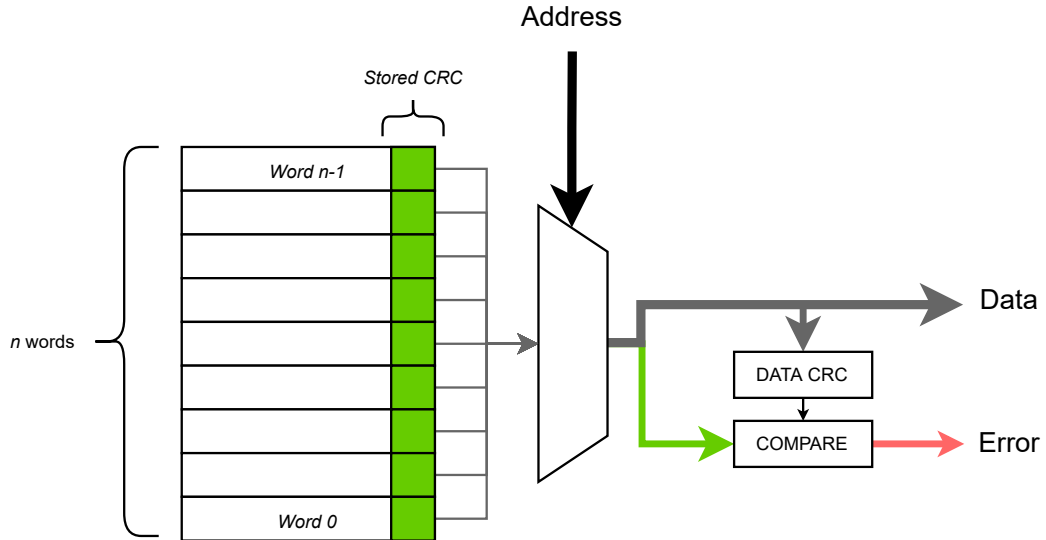 Address
Stored CRC
Word n-1
n words
Data
DATA CRC
COMPARE
Error
Word 0